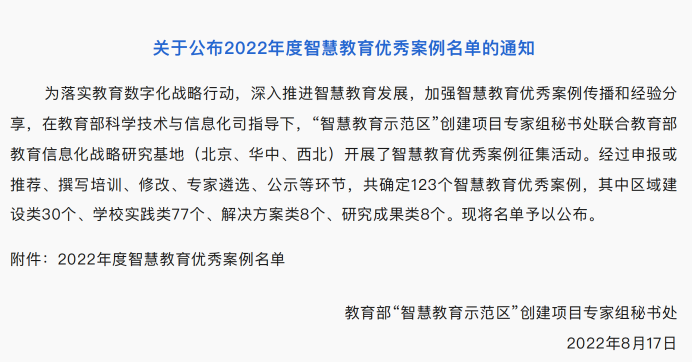 关于公布2022年度智慧教育优秀案例名单的通知
为落实教育数字化战略行动，深入推进智慧教育发展，加强智慧教育优秀案例传播和经验分
享，在教育部科学技术与信息化司指导下，“智慧教育示范区”创建项目专家组秘书处联合教育部
教育信息化战略研究基地（北京、华中、西北）开展了智慧教育优秀案例征集活动。经过申报或
推荐、撰写培训、修改、专家遴选、公示等环节，共确定123个智慧教育优秀案例，其中区域建
设类30个、学校实践类77个、解决方案类8个、研究成果类8个。现将名单予以公布。
附件：2022年度智慧教育优秀案例名单
教育部“智慧教育示范区”创建项目专家组秘书处
2022年8月17日